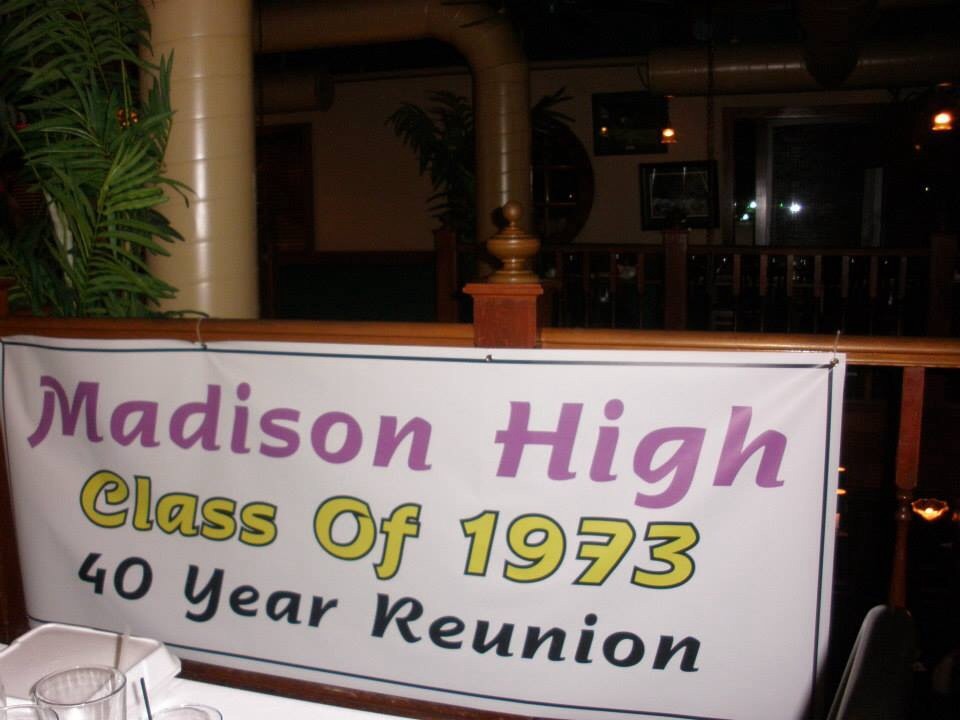 Madison High
Class Of 1973
40 Year Reunion